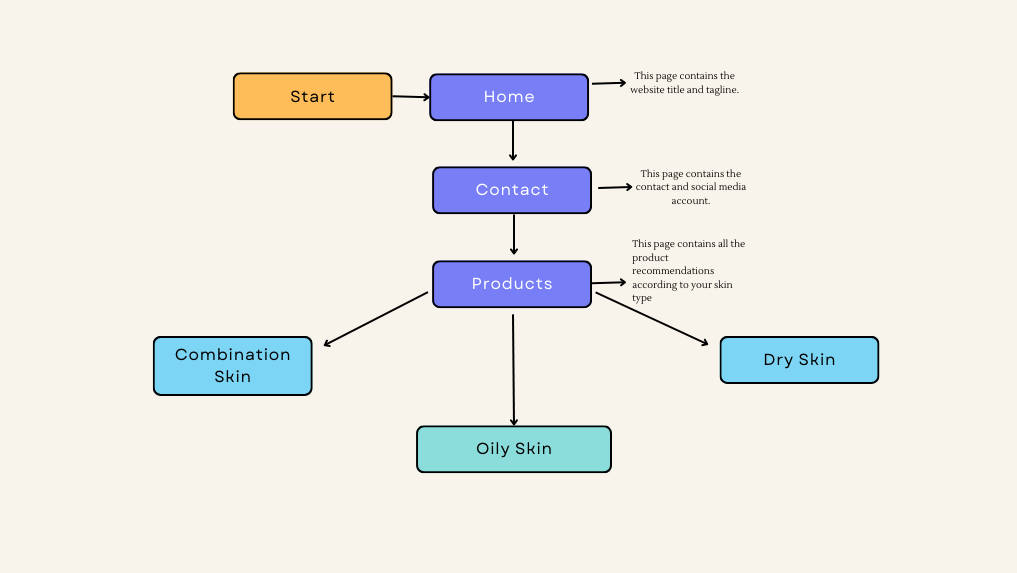 Start
Home
This page contains the
website title and tagline.
Contact
This page contains the
contact and social media
account.
Products
This page contains all the
product
recommendations
according to your skin
type
Combination
Skin
Dry Skin
Oily Skin